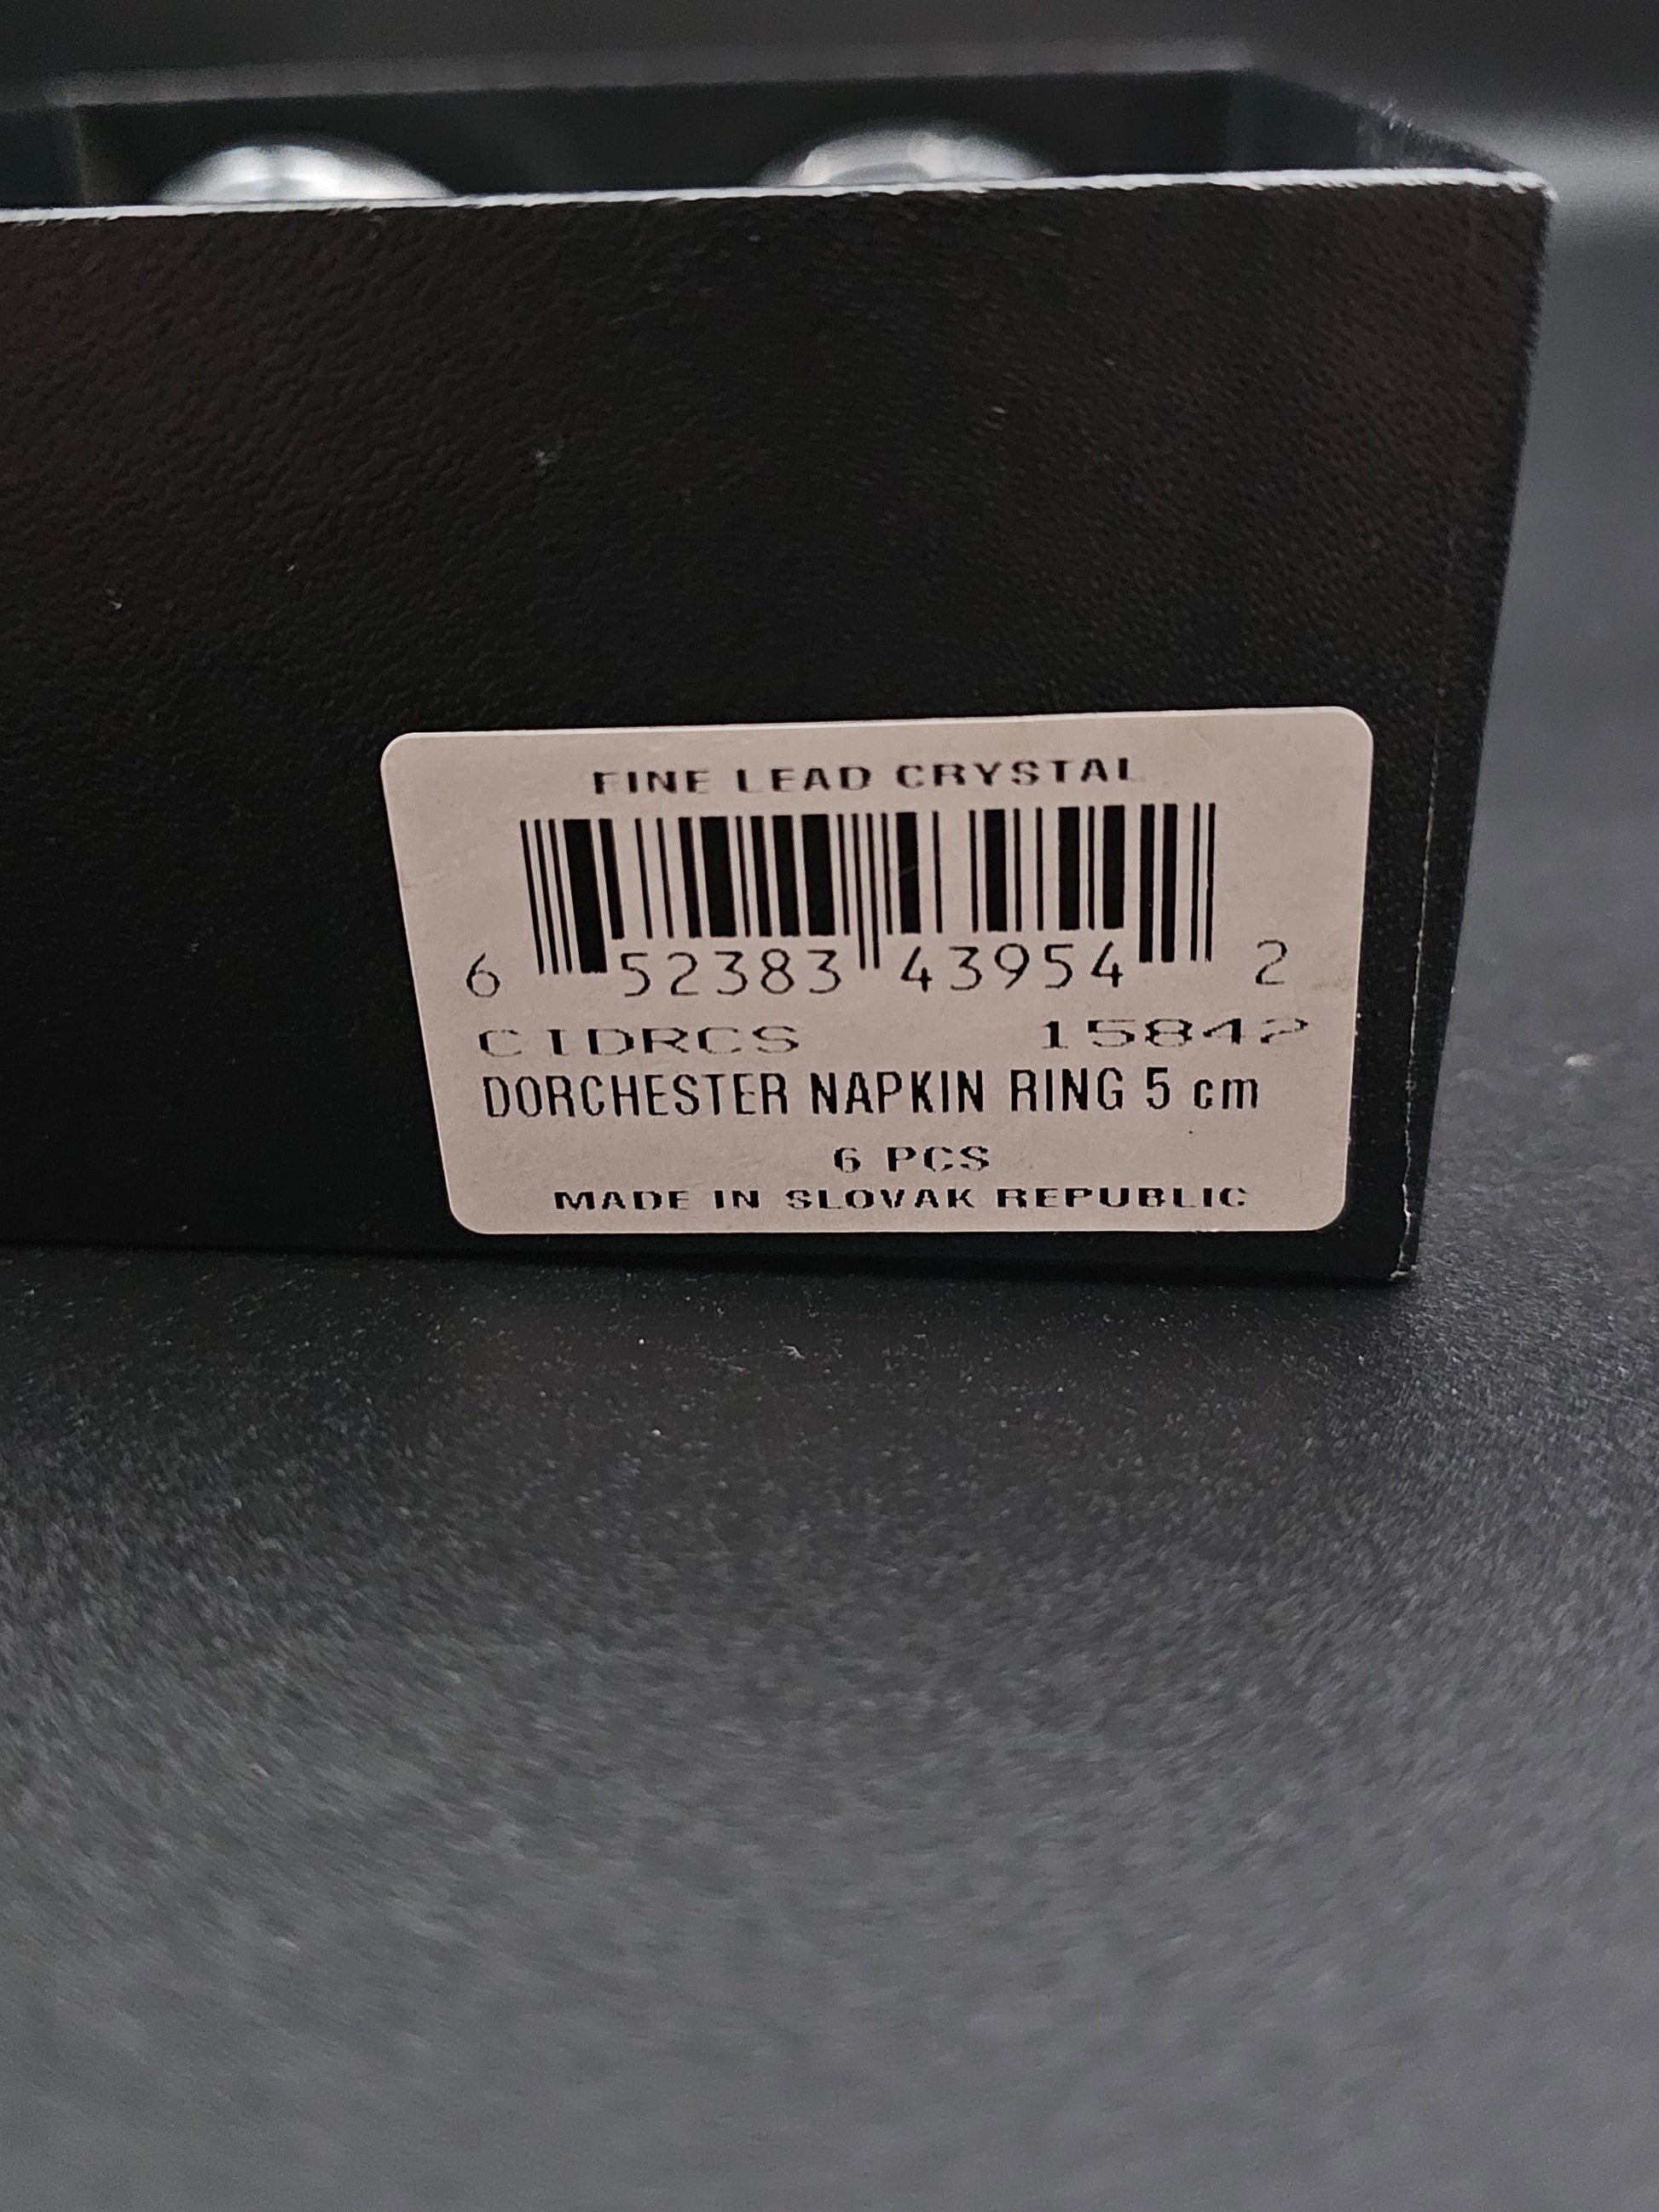 FINE LEAD CRYSTAL
6 52383 43954 2
CIDRCS 15842
DORCHESTER NAPKIN RING 5 cm
6 PCS
MADE IN SLOVAK REPUBLIC